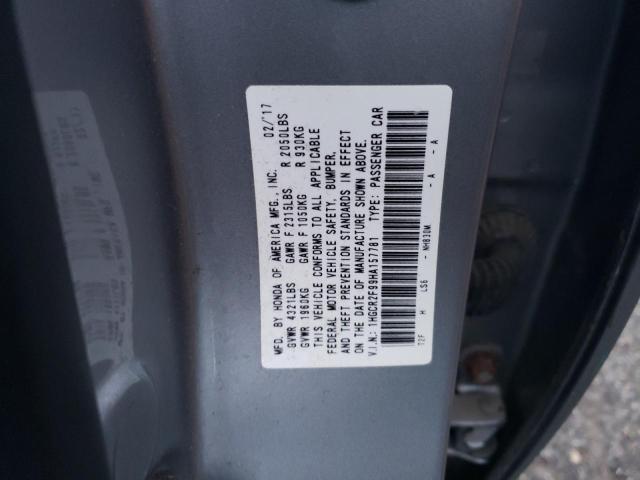 MFD. BY HONDA OF AMERICA MFG., INC. 02/'17
GVWR 4321LBS GAWR F 2315LBS R 2050LBS
GVWR 1960KG GAWR F 1050KG R 930KG
THIS VEHICLE CONFORMS TO ALL APPLICABLE
FEDERAL MOTOR VEHICLE SAFETY, BUMPER,
AND THEFT PREVENTION STANDARDS IN EFFECT
ON THE DATE OF MANUFACTURE SHOWN ABOVE.
V.I.N.: 1HGCR2F99HA157781 TYPE: PASSENGER CAR
T2F H LS6 - NH830M - A - A